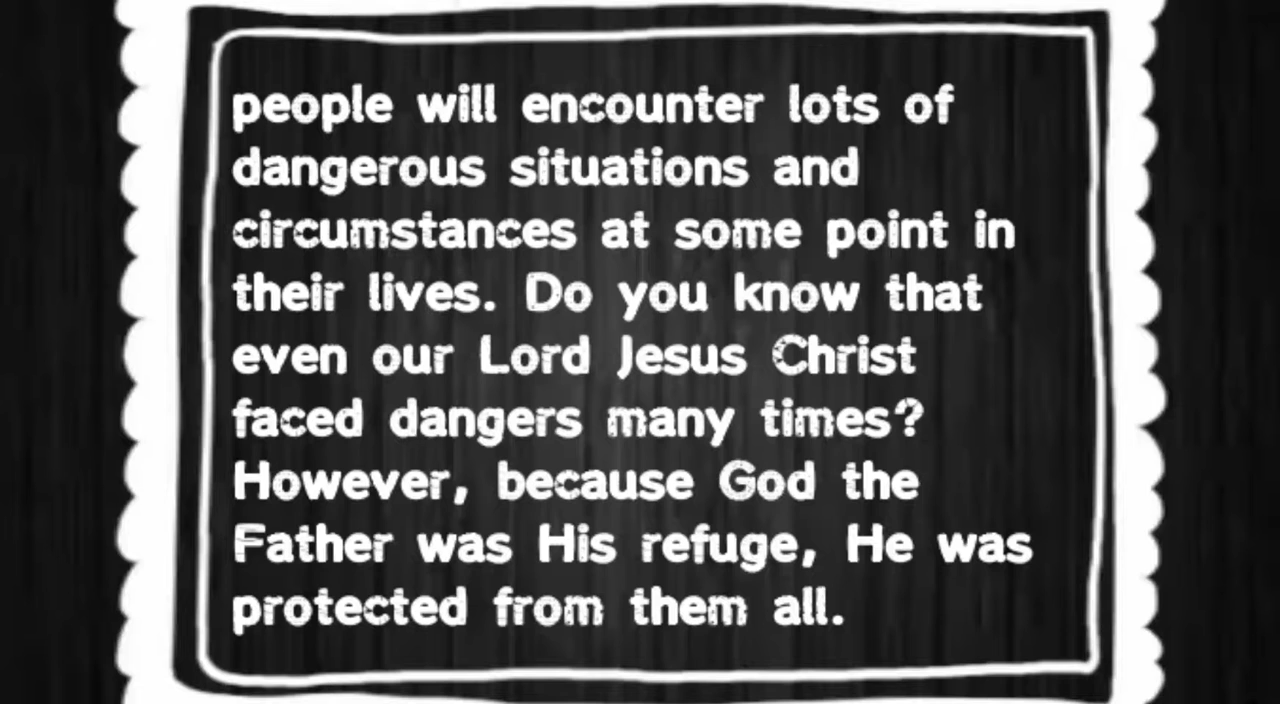 people will encounter lots of
dangerous situations and
circumstances at some point in
their lives. Do you know that
even our Lord Jesus Christ
faced dangers many times?
However, because God the
Father was His refuge, He was
protected from them all.